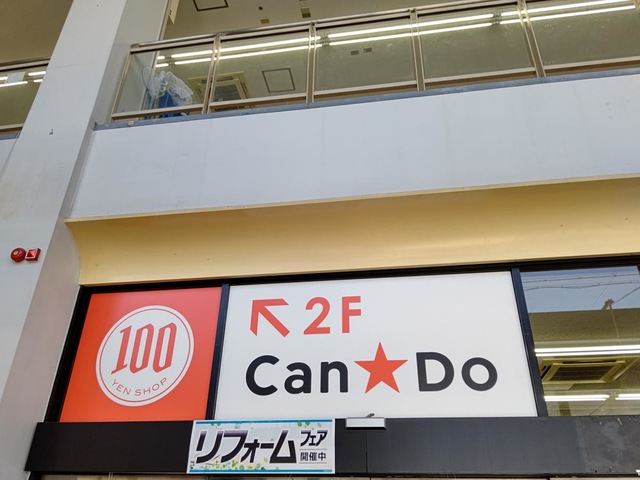 100
YEN SHOP
↖2F
Can★Do
リフォームフェア
開催中